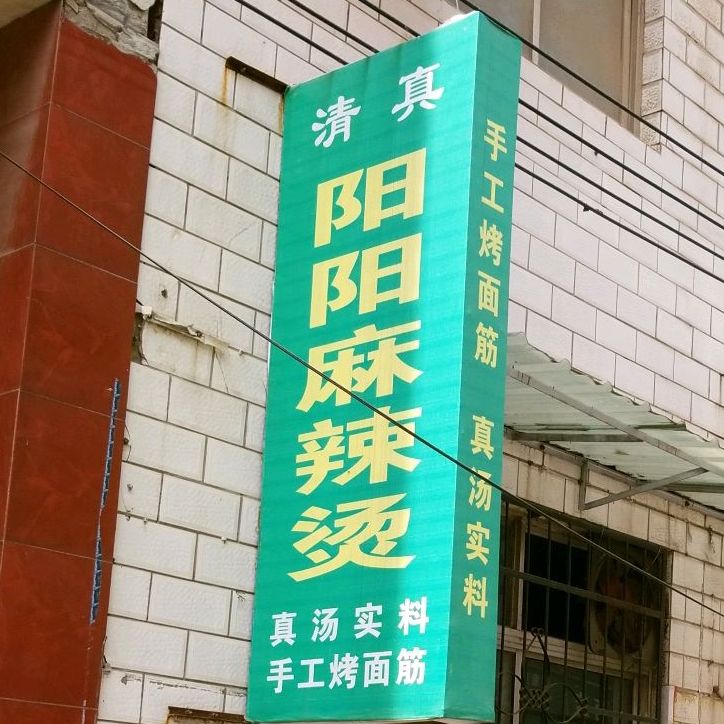 清真
阳阳麻辣烫
真汤实料
手工烤面筋
手工烤面筋 真汤实料